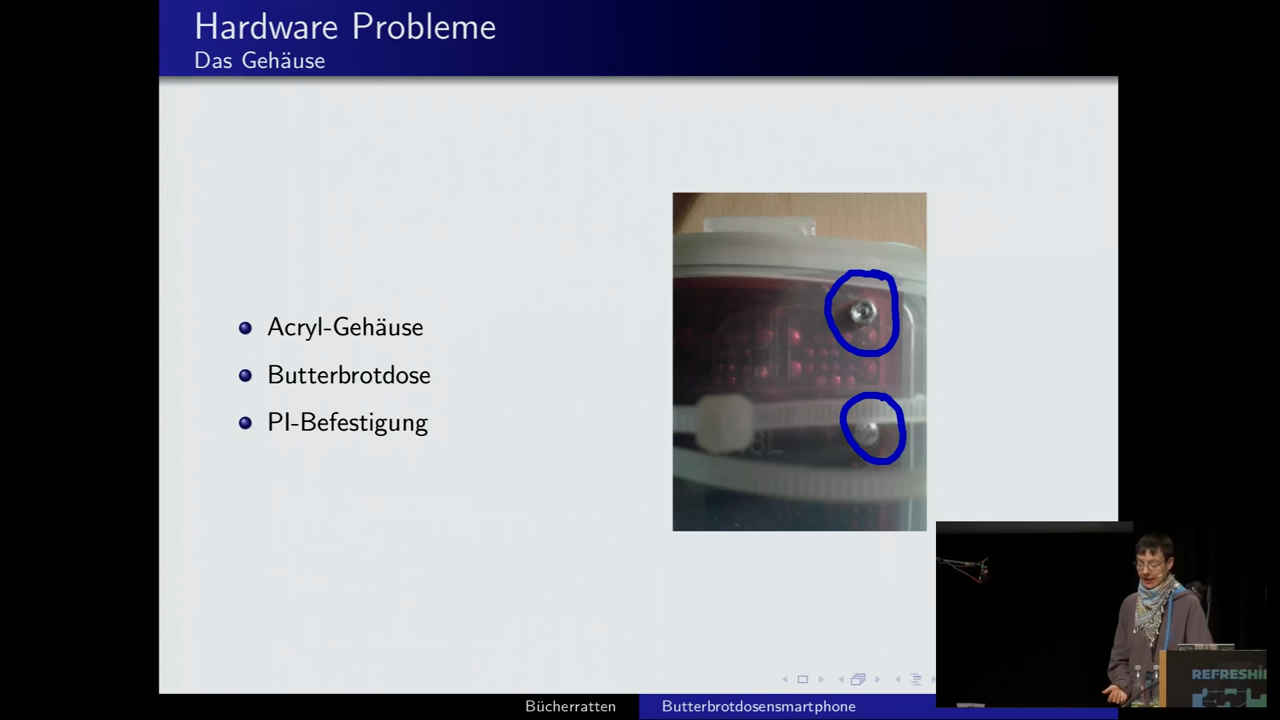 Hardware Probleme
Das Gehäuse
Acryl-Gehäuse
Butterbrotdose
PI-Befestigung
Bücherratten
Butterbrotdosensmartphone